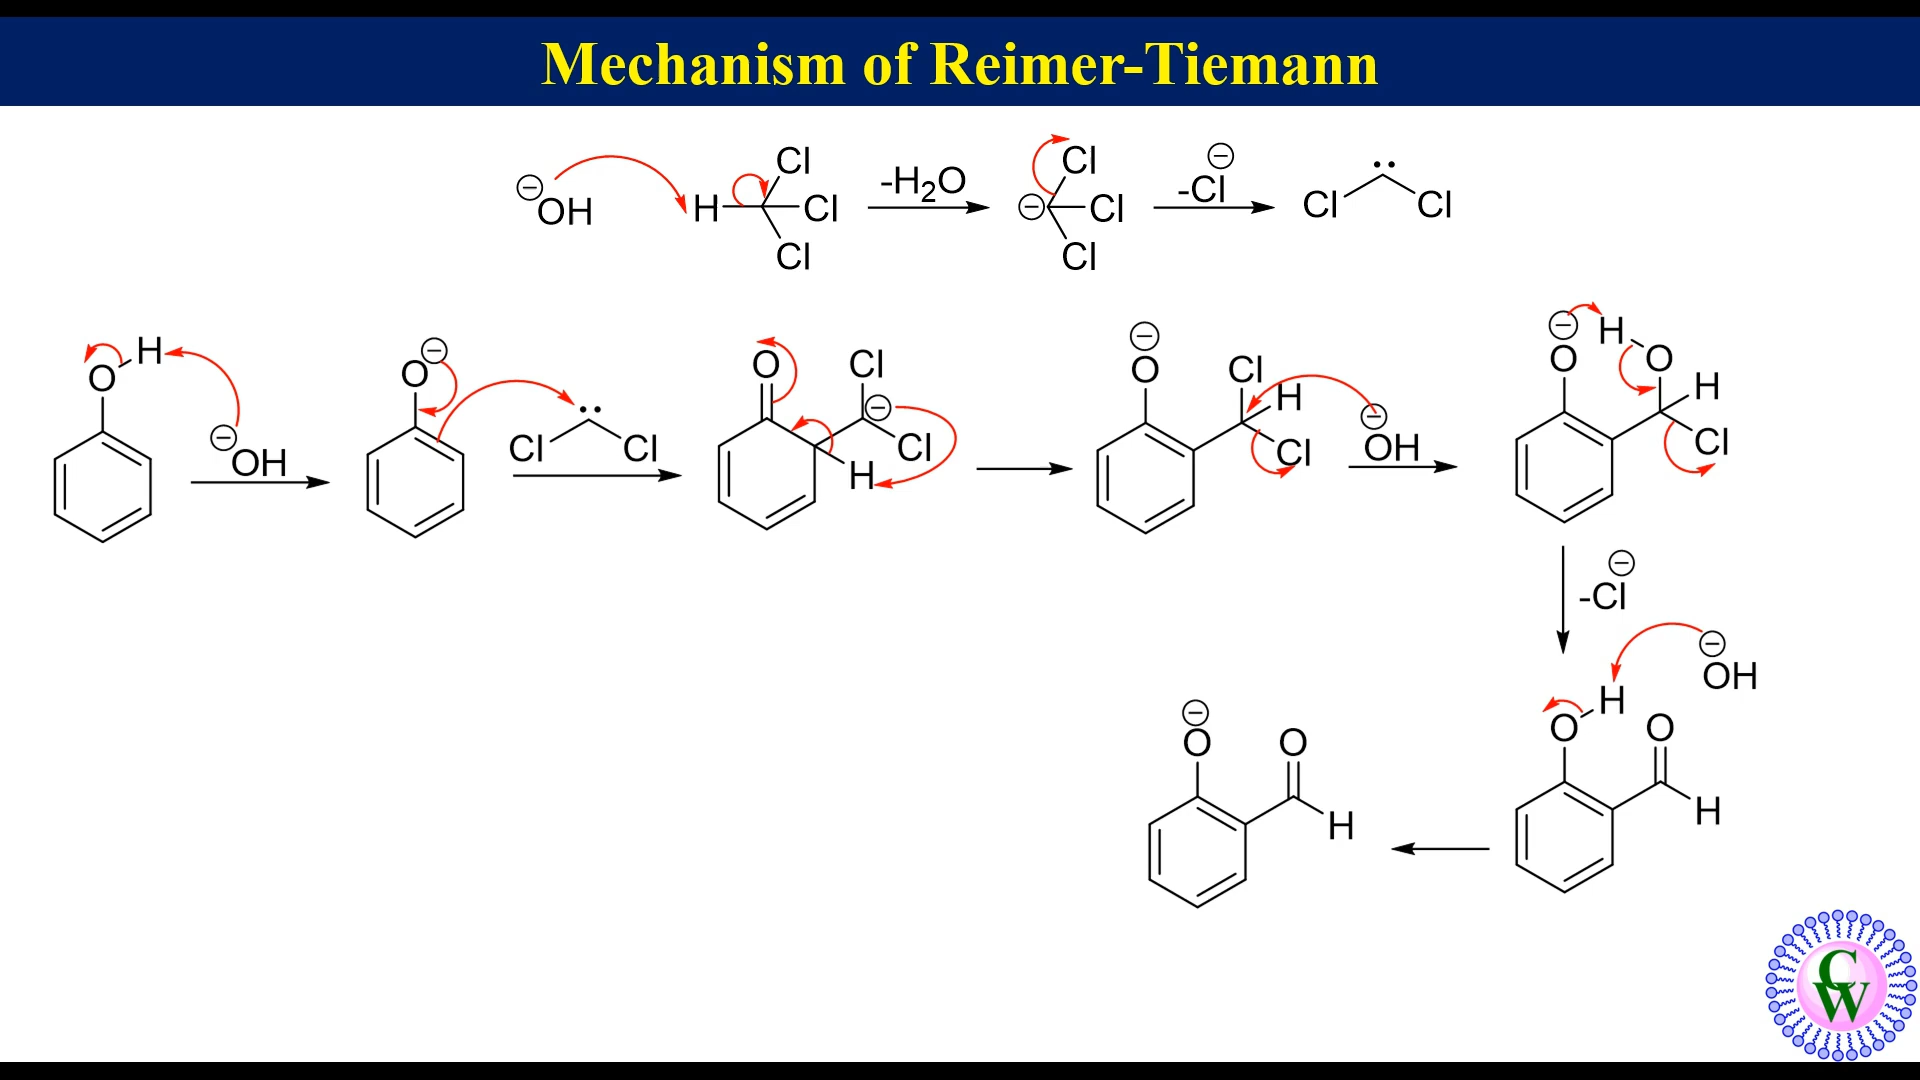 Mechanism of Reimer-Tiemann
⊖OH H Cl Cl Cl -H₂O ⊖ Cl Cl Cl -Cl⊖ Cl •• Cl
O H ⊖OH O⊖ Cl •• Cl O Cl ⊖ Cl H ⊖ O Cl H Cl ⊖OH ⊖ O H O H Cl
-Cl⊖
⊖ O O H O H O H ⊖OH
CW